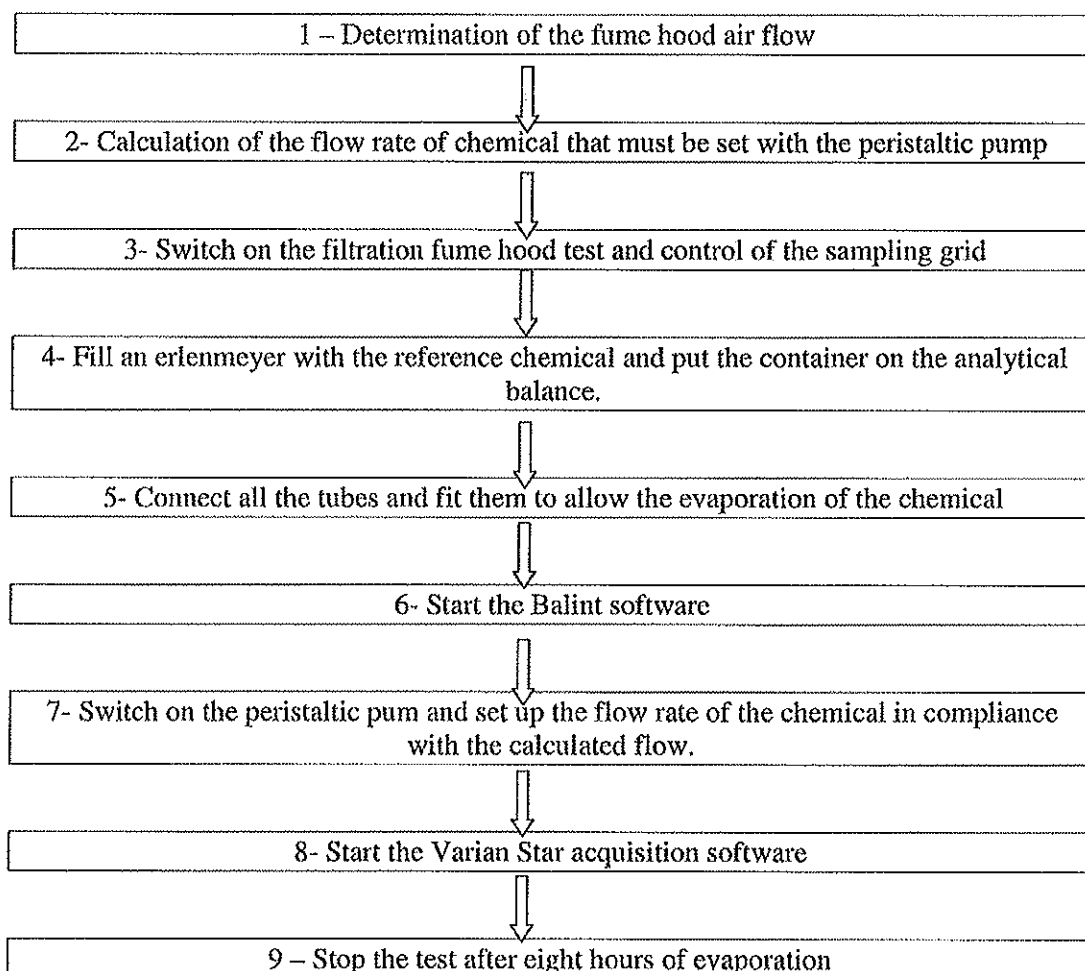 1 – Determination of the fume hood air flow
2- Calculation of the flow rate of chemical that must be set with the peristaltic pump
3- Switch on the filtration fume hood test and control of the sampling grid
4- Fill an erlenmeyer with the reference chemical and put the container on the analytical
balance.
5- Connect all the tubes and fit them to allow the evaporation of the chemical
6- Start the Balint software
7- Switch on the peristaltic pum and set up the flow rate of the chemical in compliance
with the calculated flow.
8- Start the Varian Star acquisition software
9 – Stop the test after eight hours of evaporation